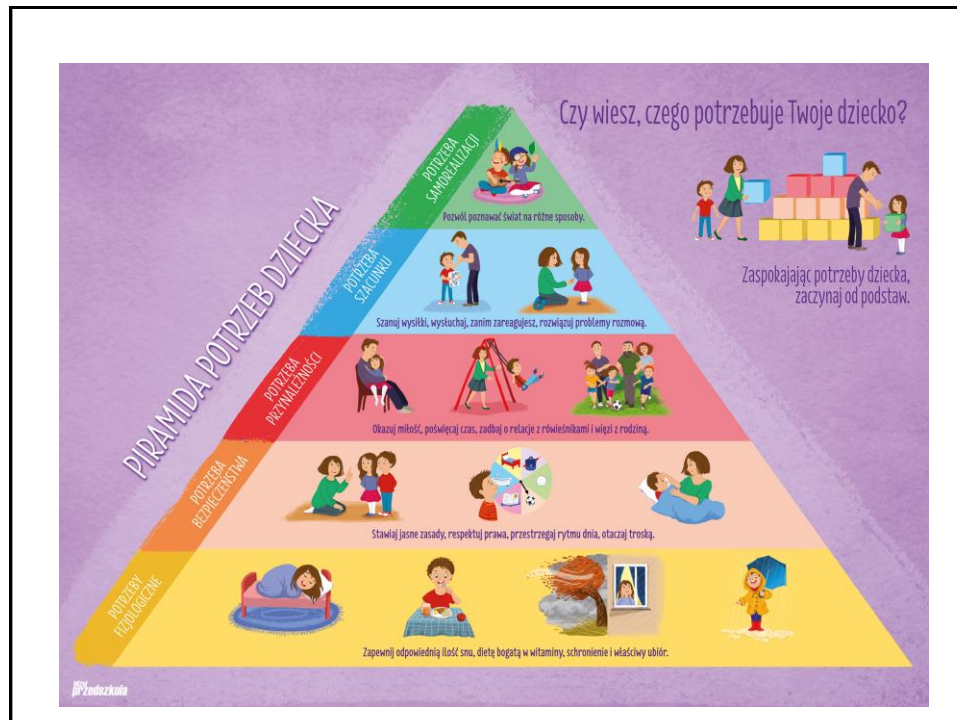 Czy wiesz, czego potrzebuje Twoje dziecko?
Zaspokajając potrzeby dziecka,
zaczynaj od podstaw.
PIRAMIDA POTRZEB DZIECKA
POTRZEBA
SAMOREALIZACJI
Pozwól poznawać świat na różne sposoby.
POTRZEBA
SZACUNKU
Szanuj wysiłki, wysłuchaj, zanim zareagujesz, rozwiązuj problemy rozmową.
POTRZEBA
PRZYNALEŻNOŚCI
Okazuj miłość, poświęcaj czas, zadbaj o relacje z rówieśnikami i więzi z rodziną.
POTRZEBA
BEZPIECZEŃSTWA
Stawiaj jasne zasady, respektuj prawa, przestrzegaj rytmu dnia, otaczaj troską.
POTRZEBY
FIZJOLOGICZNE
Zapewnij odpowiednią ilość snu, dietę bogatą w witaminy, schronienie i właściwy ubiór.
przedszkola